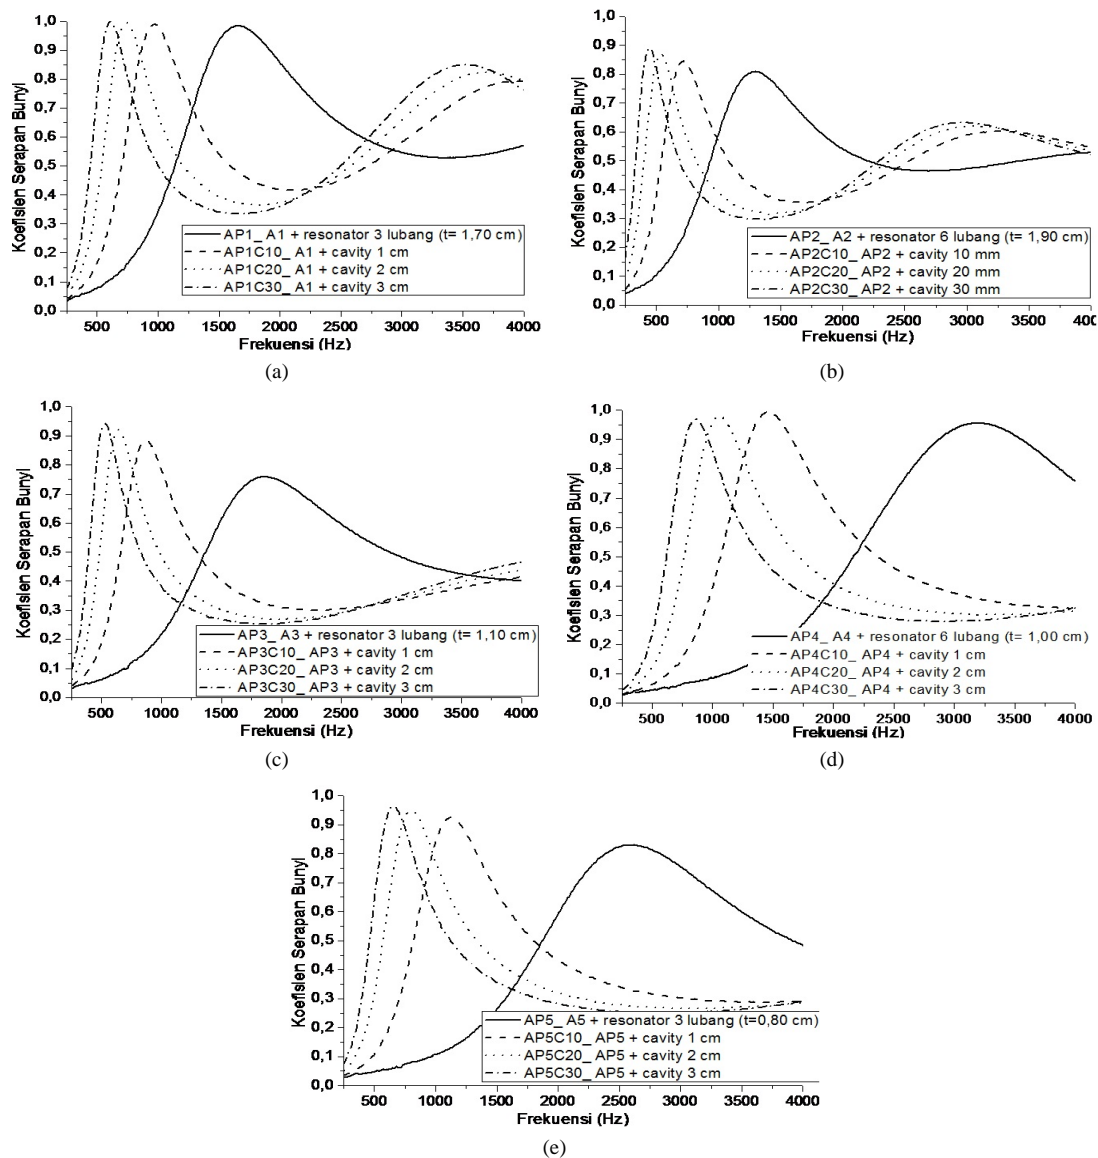 1,0
0,9
0,8
0,7
0,6
0,5
0,4
0,3
0,2
0,1
0,0
Koefisien Serapan Bunyi
AP1_ A1 + resonator 3 lubang (t= 1,70 cm)
AP1C10_ A1 + cavity 1 cm
AP1C20_ A1 + cavity 2 cm
AP1C30_ A1 + cavity 3 cm
500 1000 1500 2000 2500 3000 3500 4000
Frekuensi (Hz)
(a)
1,0
0,9
0,8
0,7
0,6
0,5
0,4
0,3
0,2
0,1
0,0
Koefisien Serapan Bunyi
AP2_ A2 + resonator 6 lubang (t= 1,90 cm)
AP2C10_ AP2 + cavity 10 mm
AP2C20_ AP2 + cavity 20 mm
AP2C30_ AP2 + cavity 30 mm
500 1000 1500 2000 2500 3000 3500 400
Frekuensi (Hz)
(b)
1,0
0,9
0,8
0,7
0,6
0,5
0,4
0,3
0,2
0,1
0,0
Koefisien Serapan Bunyi
AP3_ A3 + resonator 3 lubang (t= 1,10 cm)
AP3C10_ AP3 + cavity 1 cm
AP3C20_ AP3 + cavity 2 cm
AP3C30_ AP3 + cavity 3 cm
500 1000 1500 2000 2500 3000 3500 4000
Frekuensi (Hz)
(c)
1,0
0,9
0,8
0,7
0,6
0,5
0,4
0,3
0,2
0,1
0,0
Koefisien Serapan Bunyi
AP4_ A4 + resonator 6 lubang (t= 1,00 cm)
AP4C10_ AP4 + cavity 1 cm
AP4C20_ AP4 + cavity 2 cm
AP4C30_ AP4 + cavity 3 cm
500 1000 1500 2000 2500 3000 3500 4000
Frekuensi (Hz)
(d)
1,0
0,9
0,8
0,7
0,6
0,5
0,4
0,3
0,2
0,1
0,0
Koefisien Serapan Bunyi
AP5_ A5 + resonator 3 lubang (t=0,80 cm)
AP5C10_ AP5 + cavity 1 cm
AP5C20_ AP5 + cavity 2 cm
AP5C30_ AP5 + cavity 3 cm
500 1000 1500 2000 2500 3000 3500 4000
Frekuensi (Hz)
(e)